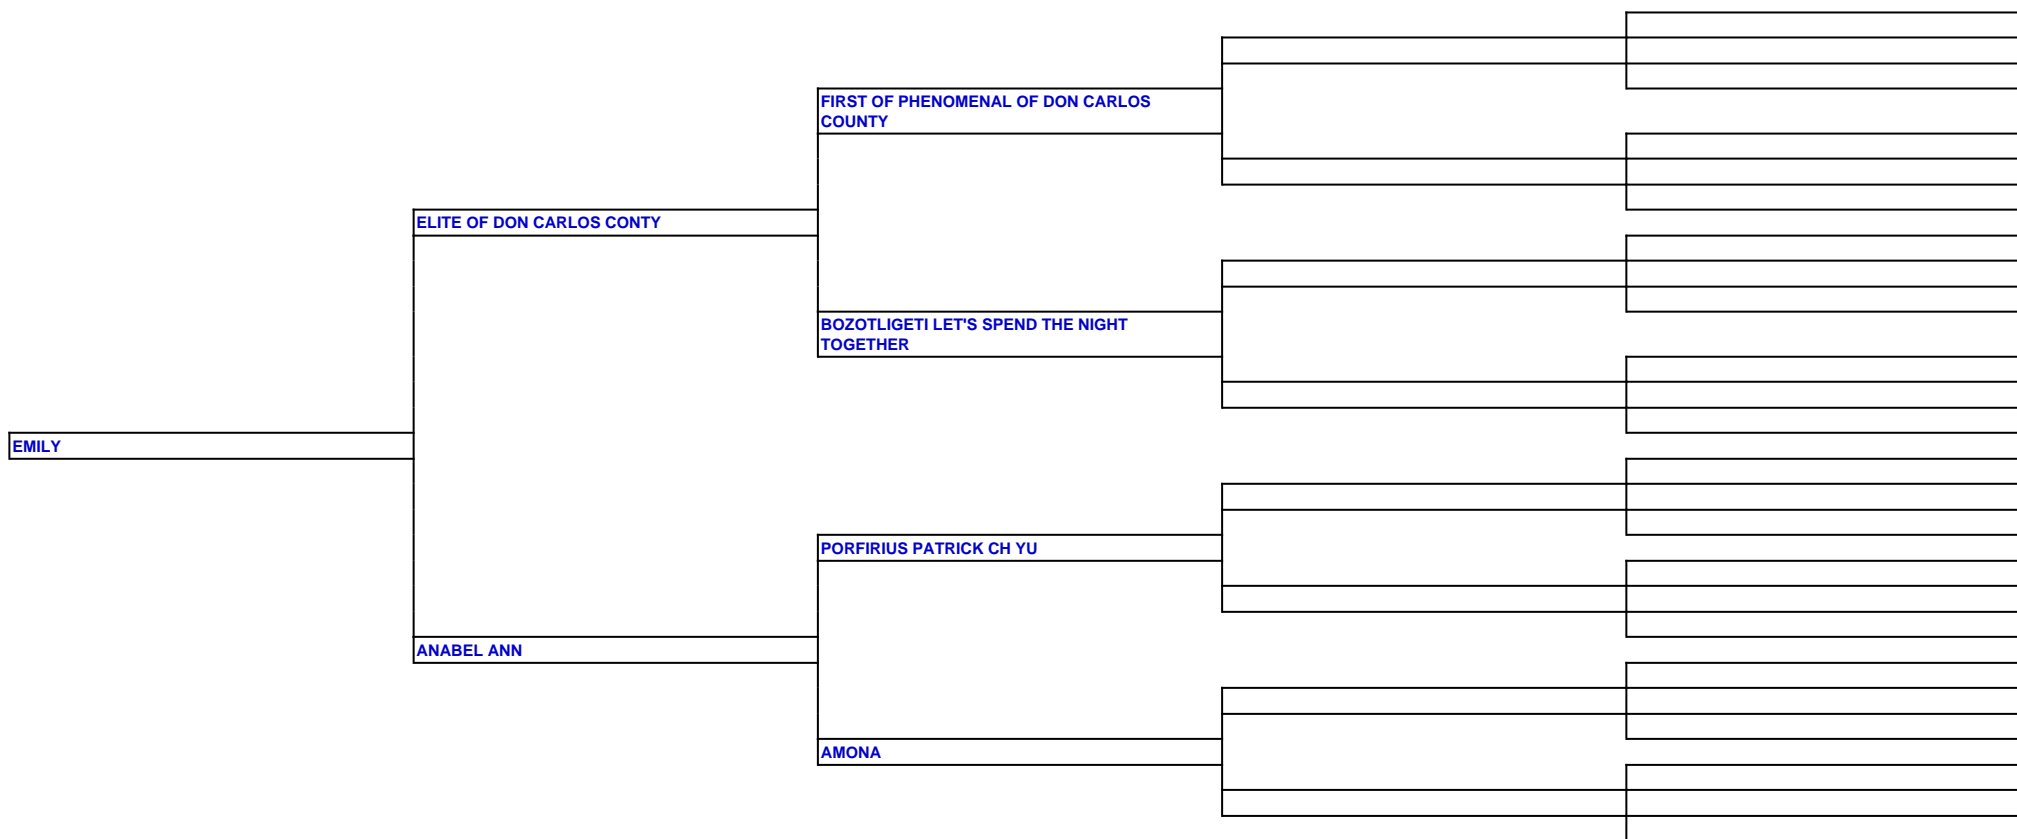 FIRST OF PHENOMENAL OF DON CARLOS
COUNTY
ELITE OF DON CARLOS CONTY
BOZOTLIGETI LET'S SPEND THE NIGHT
TOGETHER
EMILY
PORFIRIUS PATRICK CH YU
ANABEL ANN
AMONA